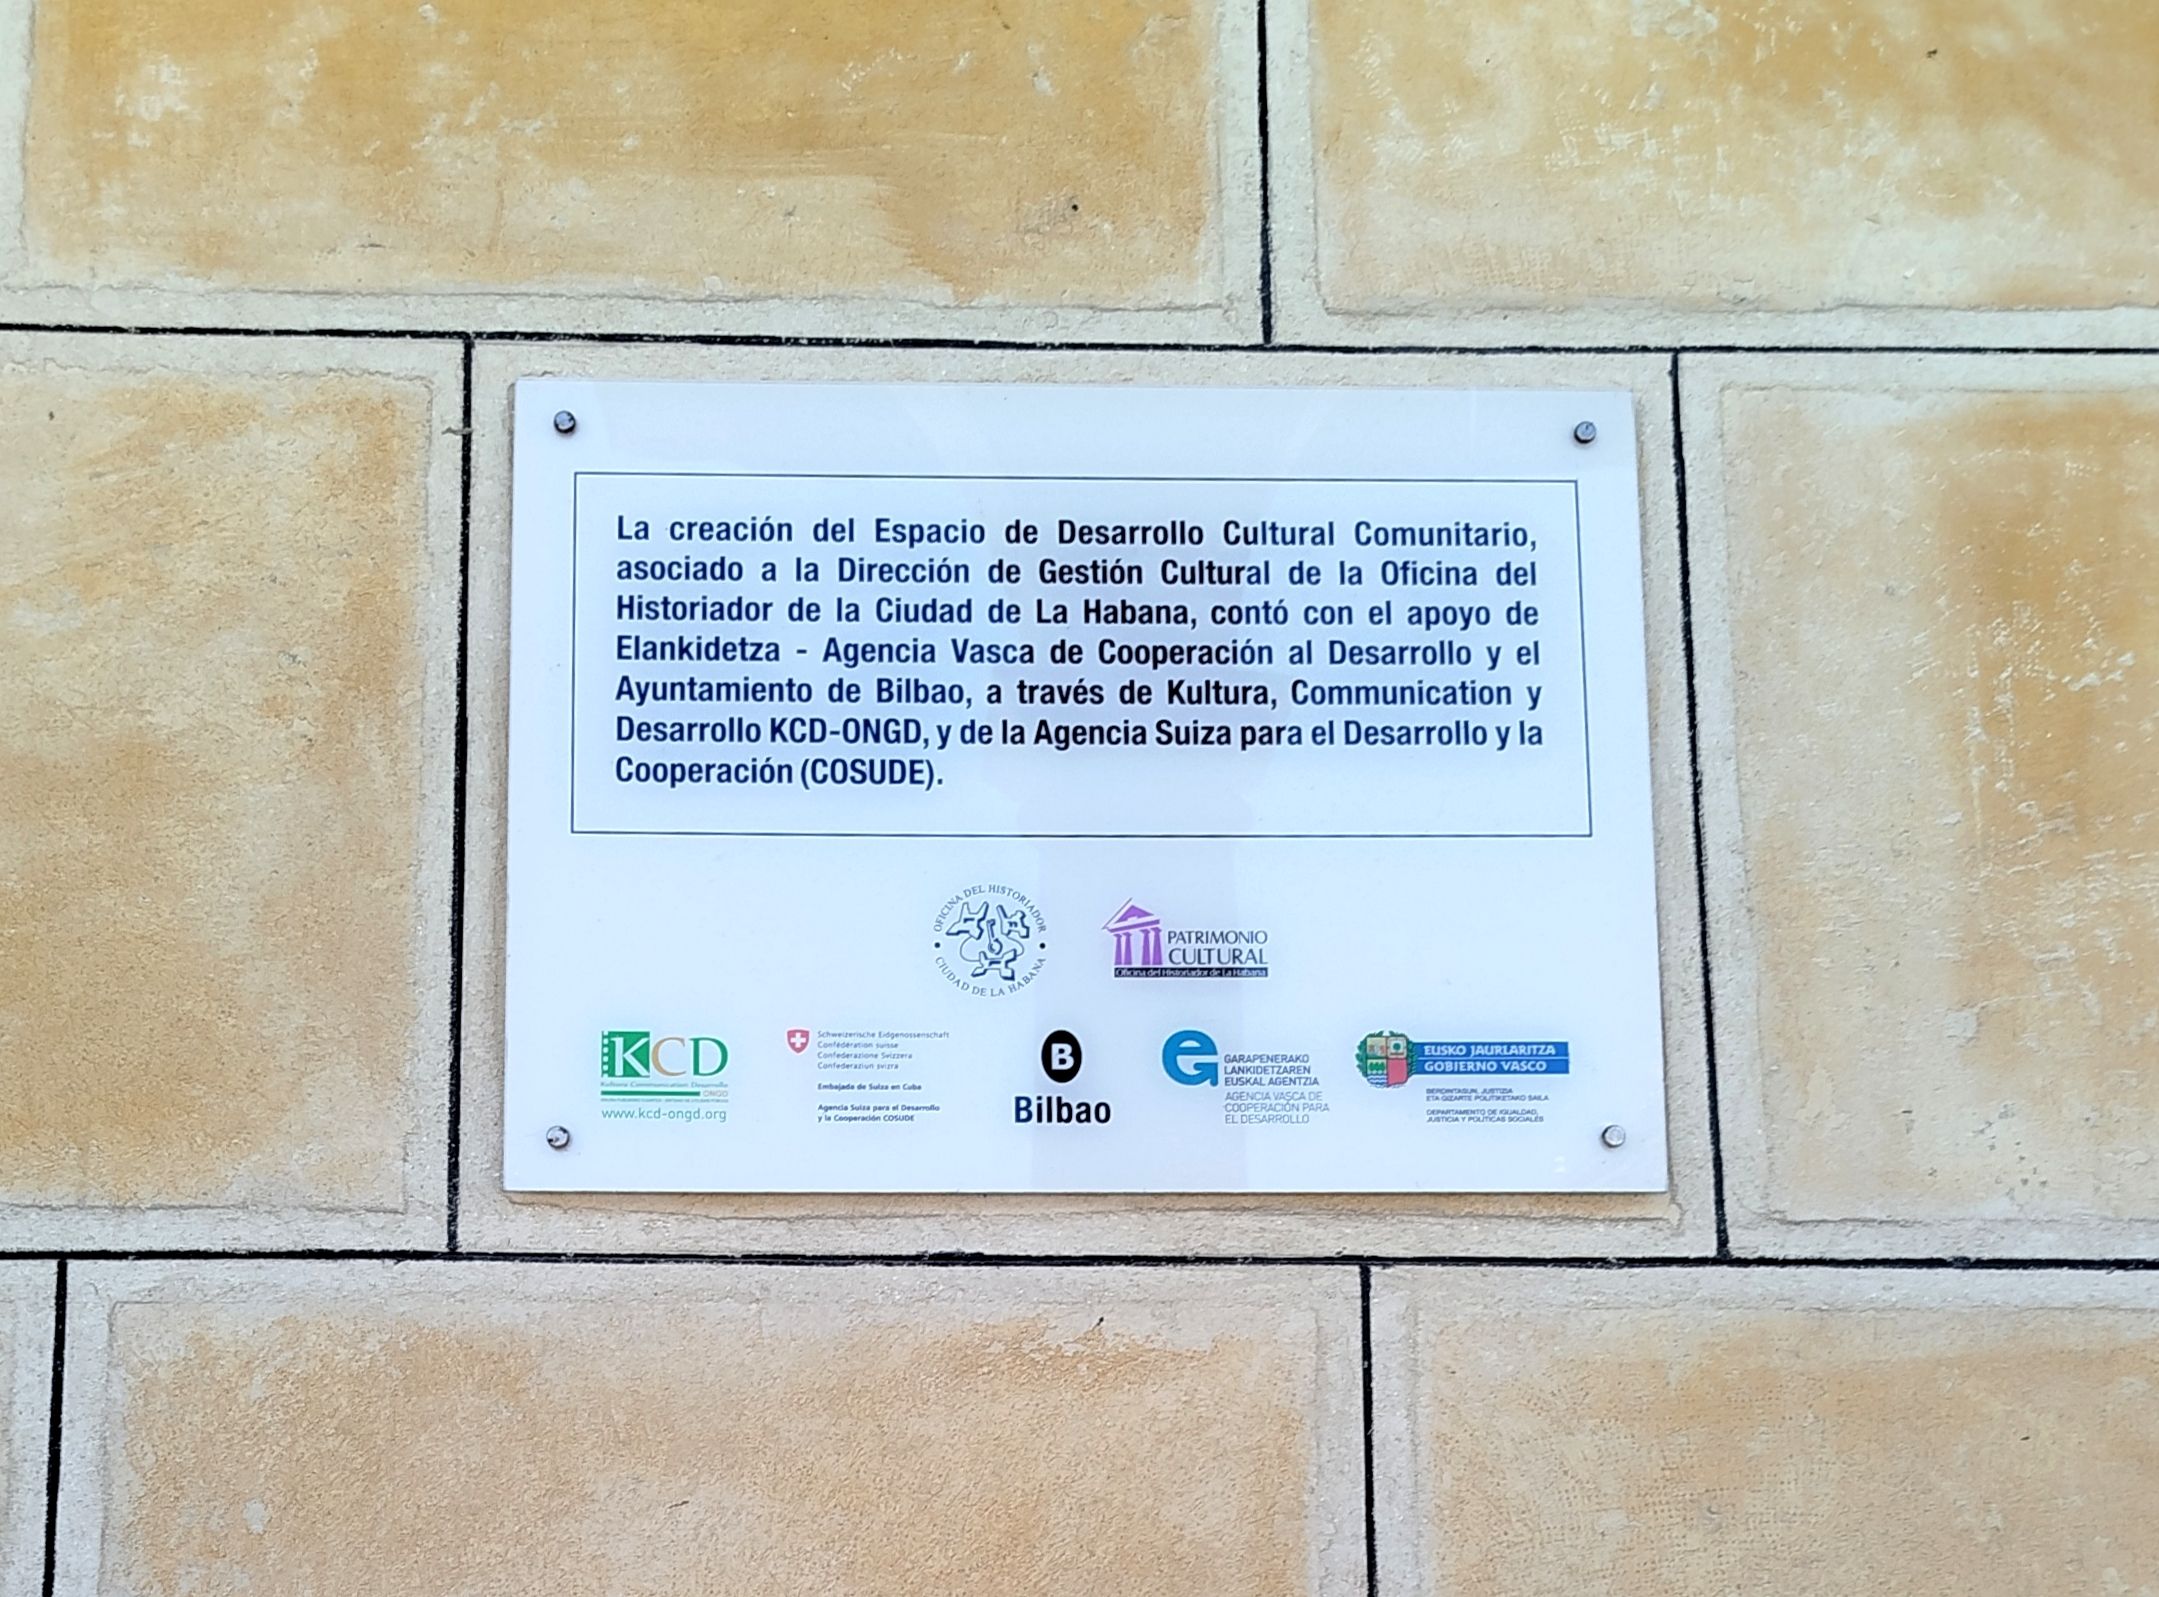 La creación del Espacio de Desarrollo Cultural Comunitario,
asociado a la Dirección de Gestión Cultural de la Oficina del
Historiador de la Ciudad de La Habana, contó con el apoyo de
Elankidetza - Agencia Vasca de Cooperación al Desarrollo y el
Ayuntamiento de Bilbao, a través de Kultura, Communication y
Desarrollo KCD-ONGD, y de la Agencia Suiza para el Desarrollo y la
Cooperación (COSUDE).
OFICINA DEL HISTORIADOR
CIUDAD DE LA HABANA
PATRIMONIO
CULTURAL
Oficina del Historiador de La Habana
KCD
Kultura Communication Desarrollo
ONGD
www.kcd-ongd.org
Schweizerische Eidgenossenschaft
Confédération suisse
Confederazione Svizzera
Confederaziun svizra
Embajada de Suiza en Cuba
Agencia Suiza para el Desarrollo
y la Cooperación COSUDE
B
Bilbao
e
GARAPENERAKO
LANKIDETZAREN
EUSKAL AGENTZIA
AGENCIA VASCA DE
COOPERACIÓN PARA
EL DESARROLLO
EUSKO JAURLARITZA
GOBIERNO VASCO
BERDINTASUN, JUSTIZIA
ETA GIZARTE POLITIKETAKO SAILA
DEPARTAMENTO DE IGUALDAD,
JUSTICIA Y POLÍTICAS SOCIALES